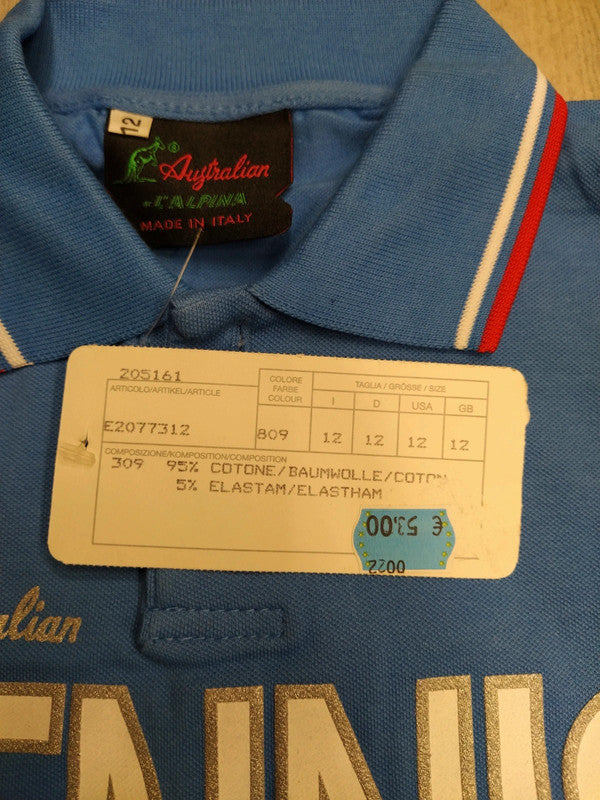 12
® Australian
L'ALPINA
MADE IN ITALY
205161
ARTICOLO/ARTIKEL/ARTICLE
E2077312
COLORE
FARBE
COLOUR
809
TAGLIA / GRÖSSE / SIZE
I D USA GB
12 12 12 12
COMPOSIZIONE/KOMPOSITION/COMPOSITION
309 95% COTONE/BAUMWOLLE/COTON
5% ELASTAM/ELASTHAM
€ 53,00
0022
alian
ENNIS